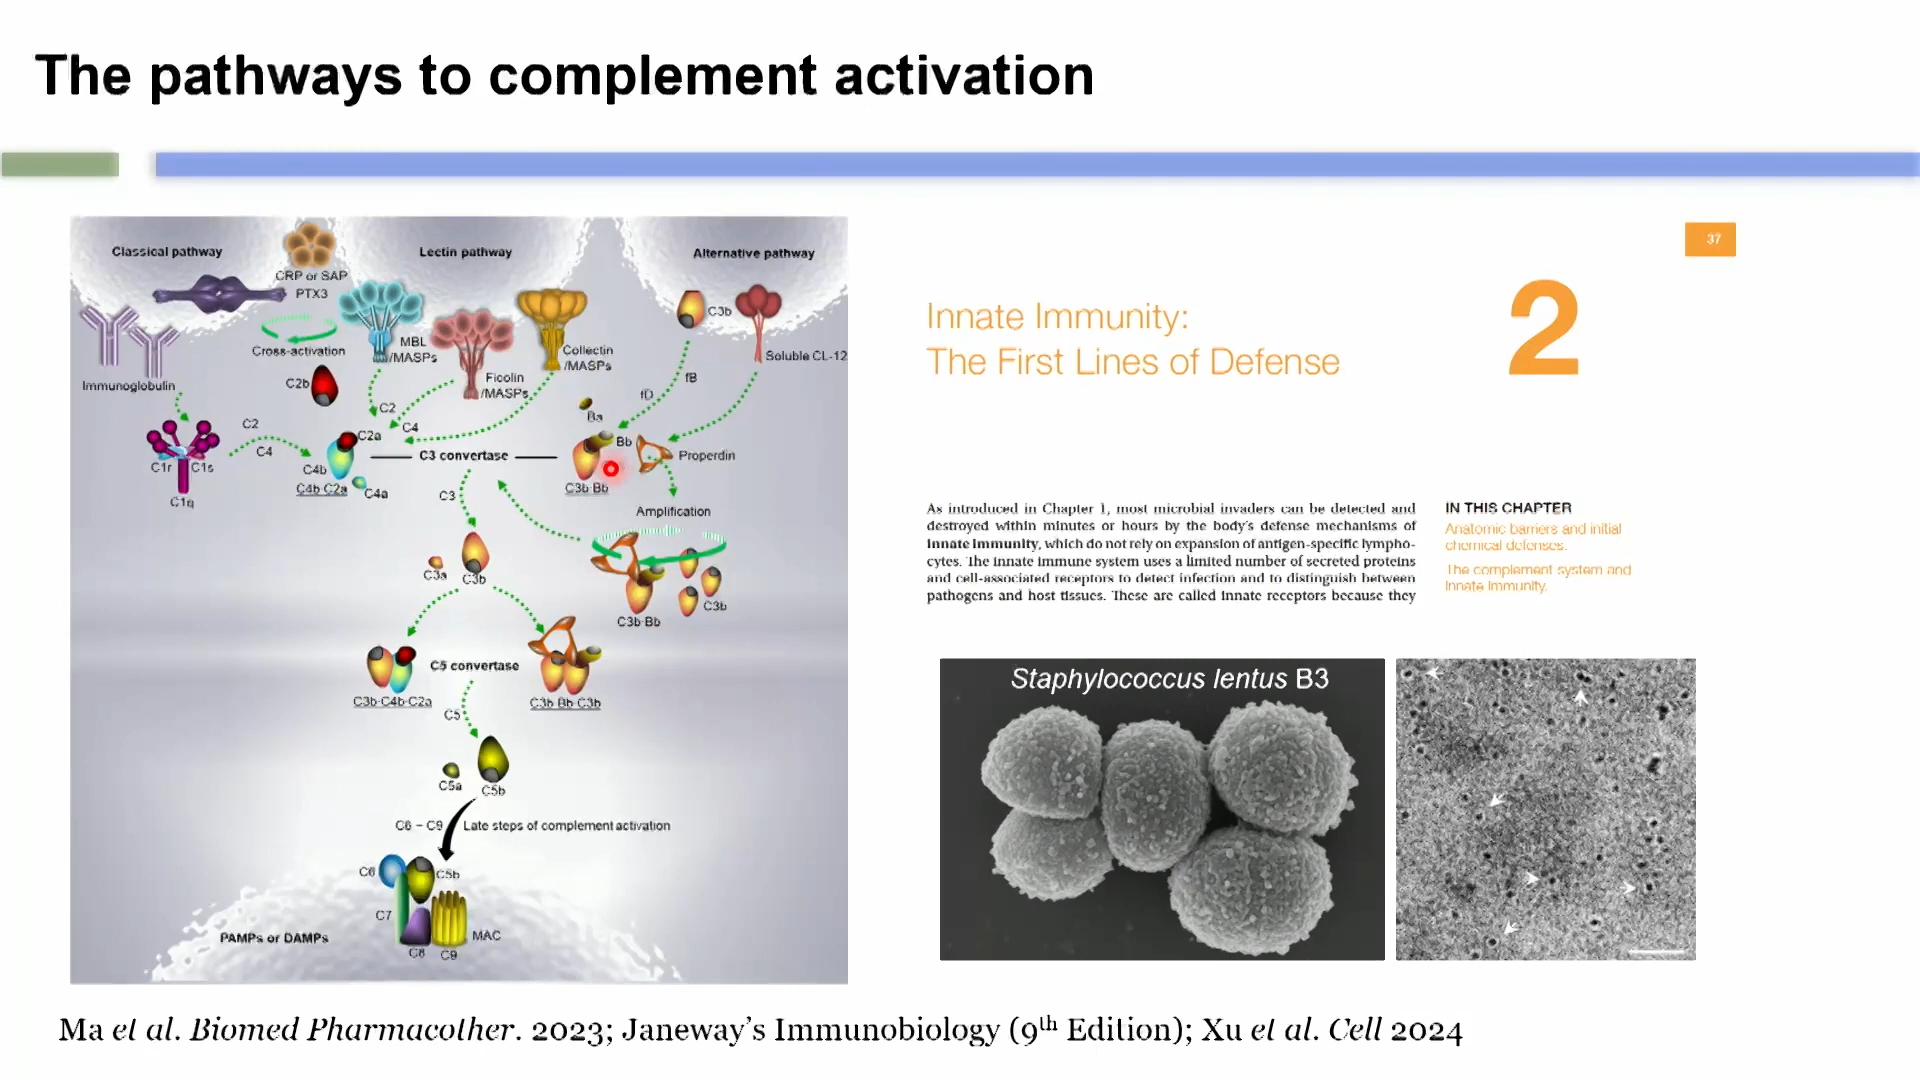 The pathways to complement activation
Classical pathway
CRP or SAP
PTX3
Lectin pathway
Alternative pathway
Cross-activation
Immunoglobulin
C2b
MBL
/MASPs
Ficolin
/MASPs
Collectin
/MASPs
C3b
Soluble CL-12
fB
fD
Ba
Bb
Properdin
C3b·Bb
C2
C4
C1r
C1s
C1q
C2
C4
C2a
C4b
C4b·C2a
C4a
C3 convertase
Amplification
C3
C3a
C3b
C3b·Bb
C3b
C5 convertase
C3b·C4b·C2a
C3b·Bb·C3b
C5
C5a
C5b
C6 – C9
Late steps of complement activation
C6
C5b
C7
C8
C9
MAC
PAMPs or DAMPs
37
Innate Immunity:
The First Lines of Defense
2
As introduced in Chapter 1, most microbial invaders can be detected and
destroyed within minutes or hours by the body's defense mechanisms of
innate immunity, which do not rely on expansion of antigen-specific lympho-
cytes. The innate immune system uses a limited number of secreted proteins
and cell-associated receptors to detect infection and to distinguish between
pathogens and host tissues. These are called innate receptors because they
IN THIS CHAPTER
Anatomic barriers and initial
chemical defenses.
The complement system and
innate immunity.
Staphylococcus lentus B3
Ma et al. Biomed Pharmacother. 2023; Janeway's Immunobiology (9th Edition); Xu et al. Cell 2024